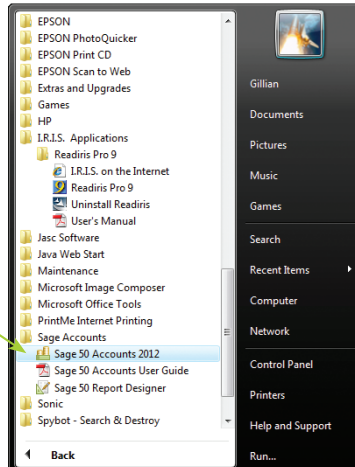 EPSON
EPSON PhotoQuicker
EPSON Print CD
EPSON Scan to Web
Extras and Upgrades
Games
HP
I.R.I.S. Applications
Readiris Pro 9
I.R.I.S. on the Internet
Readiris Pro 9
Uninstall Readiris
User's Manual
Jasc Software
Java Web Start
Maintenance
Microsoft Image Composer
Microsoft Office Tools
PrintMe Internet Printing
Sage Accounts
Sage 50 Accounts 2012
Sage 50 Accounts User Guide
Sage 50 Report Designer
Sonic
Spybot - Search & Destroy
Back
Gillian
Documents
Pictures
Music
Games
Search
Recent Items
Computer
Network
Control Panel
Printers
Help and Support
Run...